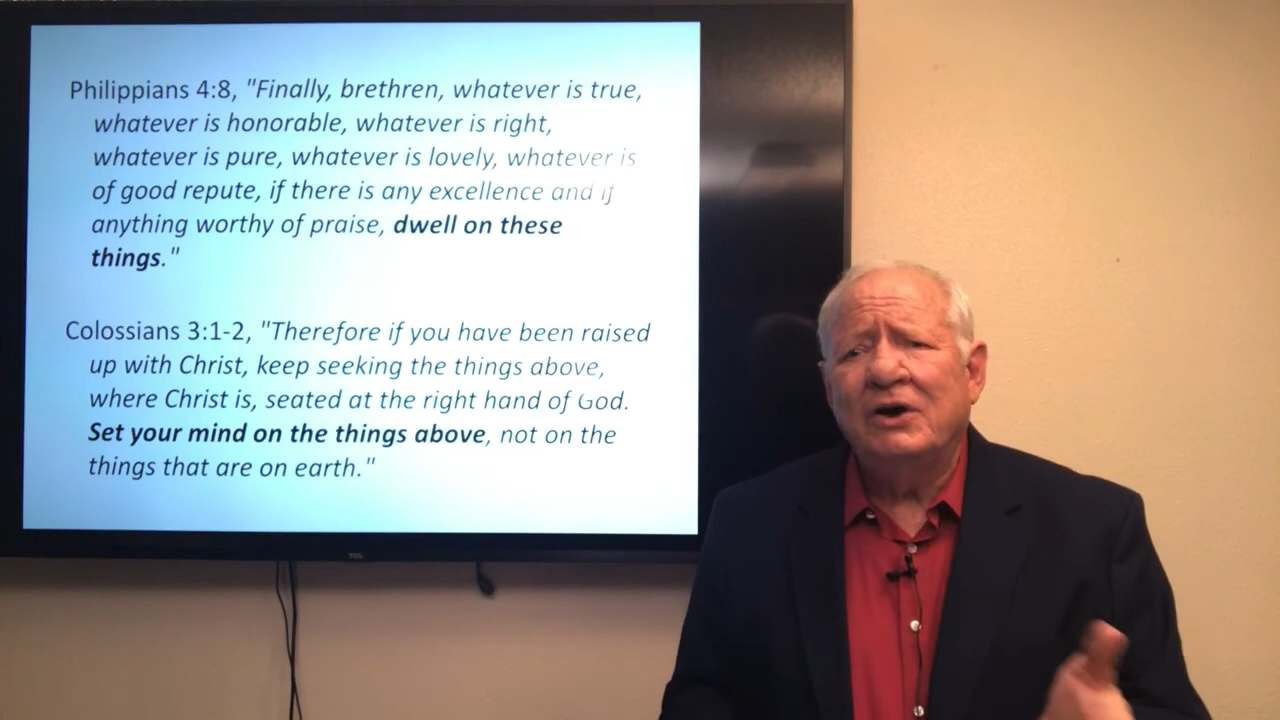 Philippians 4:8, "Finally, brethren, whatever is true,
whatever is honorable, whatever is right,
whatever is pure, whatever is lovely, whatever is
of good repute, if there is any excellence and if
anything worthy of praise, dwell on these
things."
Colossians 3:1-2, "Therefore if you have been raised
up with Christ, keep seeking the things above,
where Christ is, seated at the right hand of God.
Set your mind on the things above, not on the
things that are on earth."
TCL